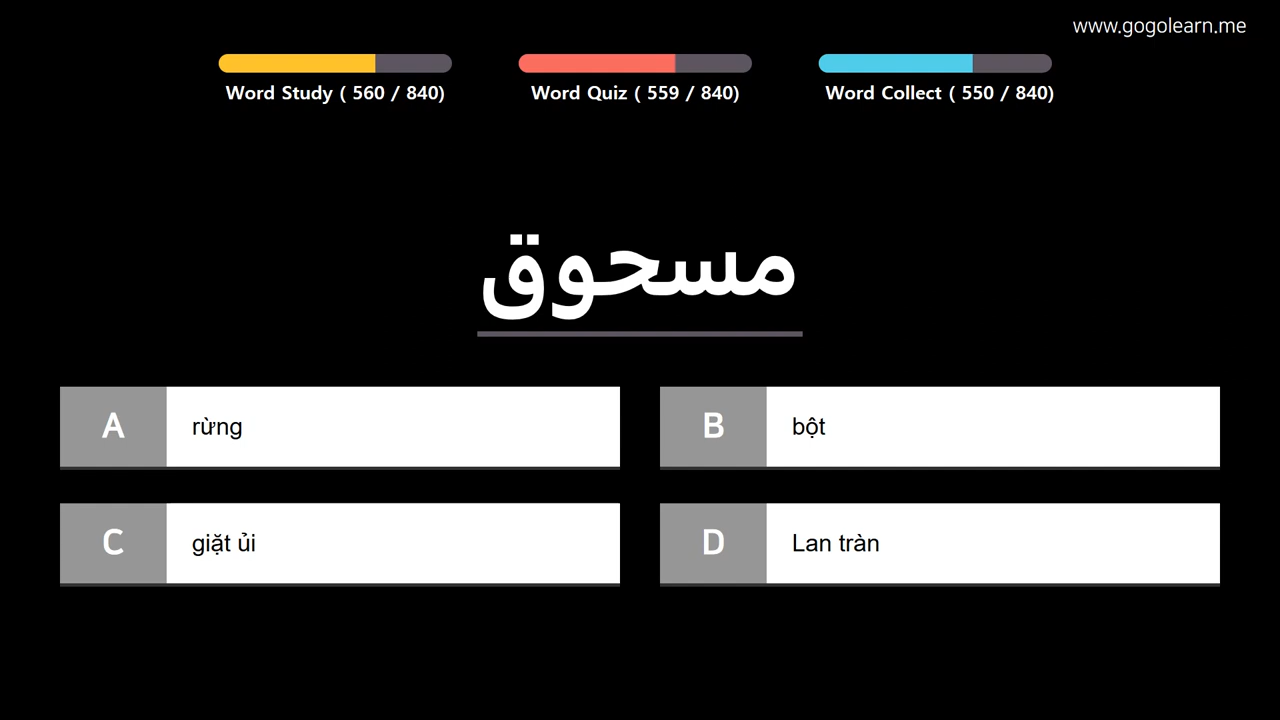 www.gogolearn.me
Word Study ( 560 / 840)
Word Quiz ( 559 / 840)
Word Collect ( 550 / 840)
مسحوق
A
rừng
B
bột
C
giặt ủi
D
Lan tràn